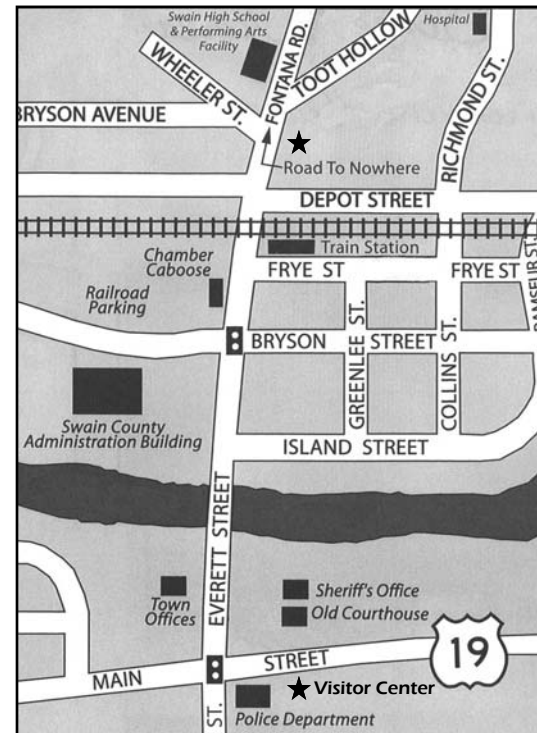 Swain High School
& Performing Arts
Facility
Hospital
WHEELER ST.
FONTANA RD.
TOOT HOLLOW
RICHMOND ST.
BRYSON AVENUE
Road To Nowhere
DEPOT STREET
Train Station
Chamber
Caboose
FRYE ST
FRYE ST
RAMSEUR ST.
Railroad
Parking
BRYSON STREET
GREENLEE ST.
COLLINS ST.
Swain County
Administration Building
ISLAND STREET
EVERETT STREET
Town
Offices
Sheriff's Office
Old Courthouse
19
MAIN STREET
Visitor Center
Police Department
ST.